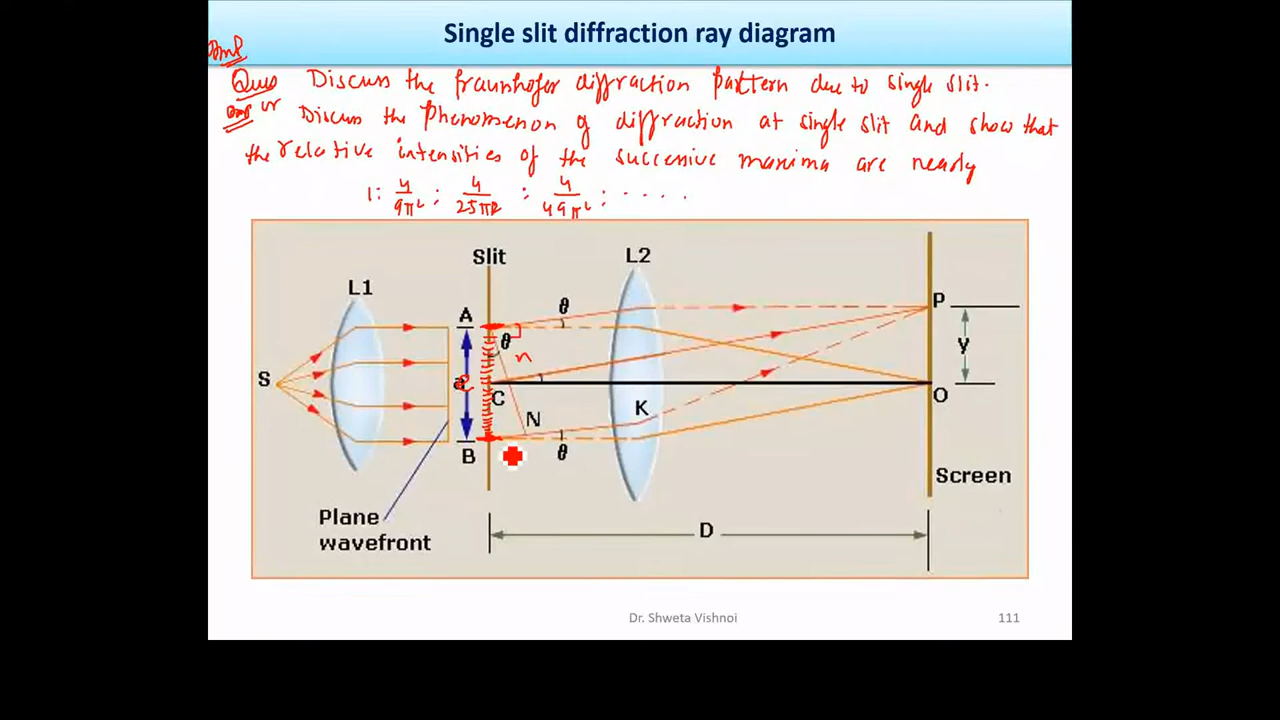 Single slit diffraction ray diagram
Ques Discuss the fraunhofer diffraction pattern due to single slit.
or Discuss the Phenomenon of diffraction at single slit and show that
the relative intensities of the successive maxima are nearly
1 : 4/9π² : 4/25π² : 4/49π² : .....
Slit
L2
L1
θ
P
A
θ
n
y
S
a
e
C
O
K
N
B
θ
Screen
Plane
wavefront
D
Dr. Shweta Vishnoi
111